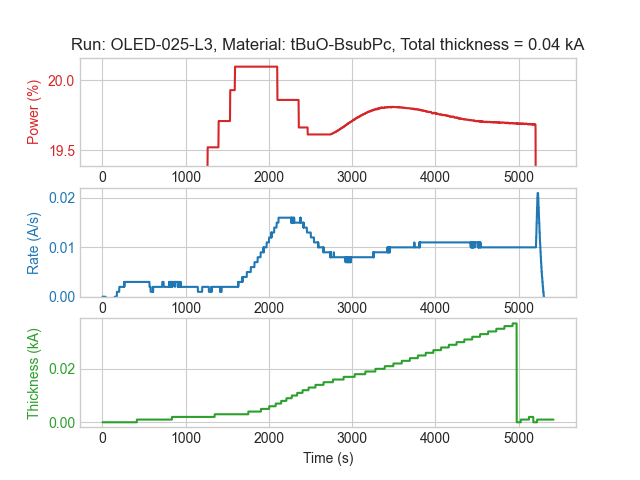 Run: OLED-025-L3, Material: tBuO-BsubPc, Total thickness = 0.04 kA
Power (%)
20.0
19.5
0 1000 2000 3000 4000 5000
Rate (A/s)
0.02
0.01
0.00
0 1000 2000 3000 4000 5000
Thickness (kA)
0.02
0.00
0 1000 2000 3000 4000 5000
Time (s)